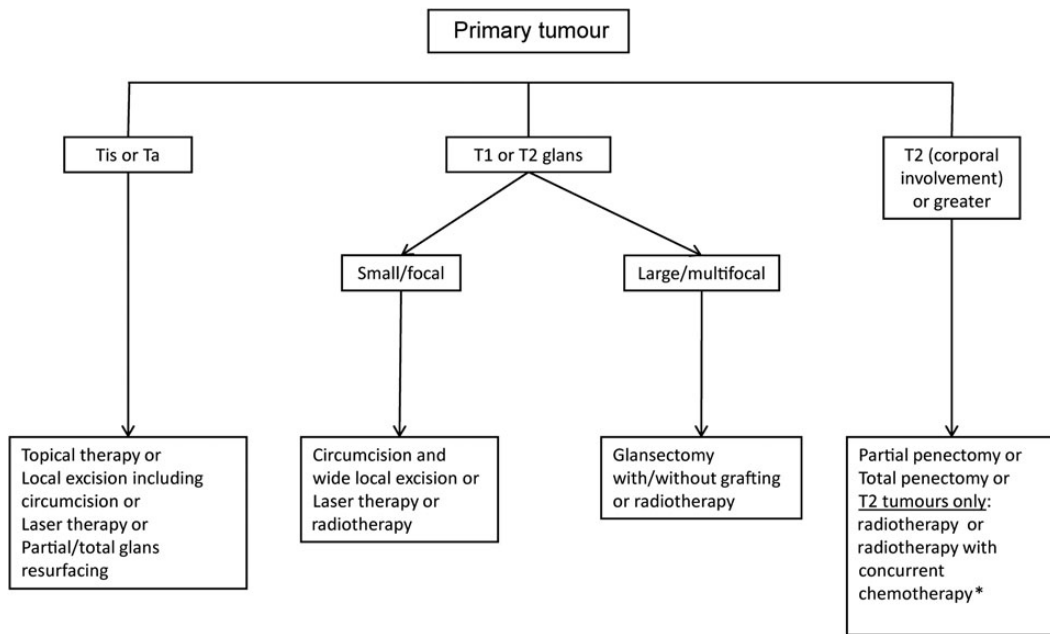 Primary tumour
Tis or Ta
T1 or T2 glans
T2 (corporal
involvement)
or greater
Small/focal
Large/multifocal
Topical therapy or
Local excision including
circumcision or
Laser therapy or
Partial/total glans
resurfacing
Circumcision and
wide local excision or
Laser therapy or
radiotherapy
Glansectomy
with/without grafting
or radiotherapy
Partial penectomy or
Total penectomy or
T2 tumours only:
radiotherapy or
radiotherapy with
concurrent
chemotherapy*